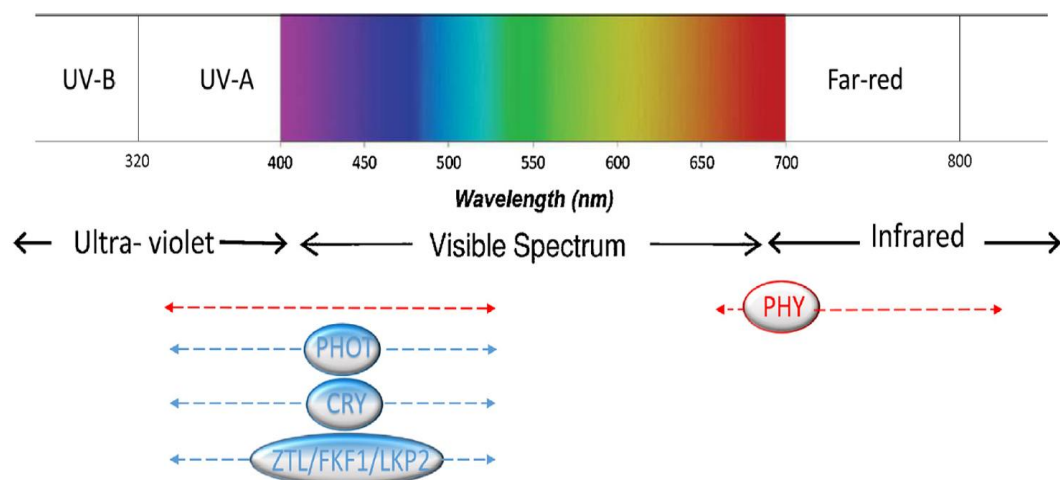 UV-B UV-A Far-red
320 400 450 500 550 600 650 700 800
Wavelength (nm)
Ultra- violet Visible Spectrum Infrared
PHY
PHOT
CRY
ZTL/FKF1/LKP2